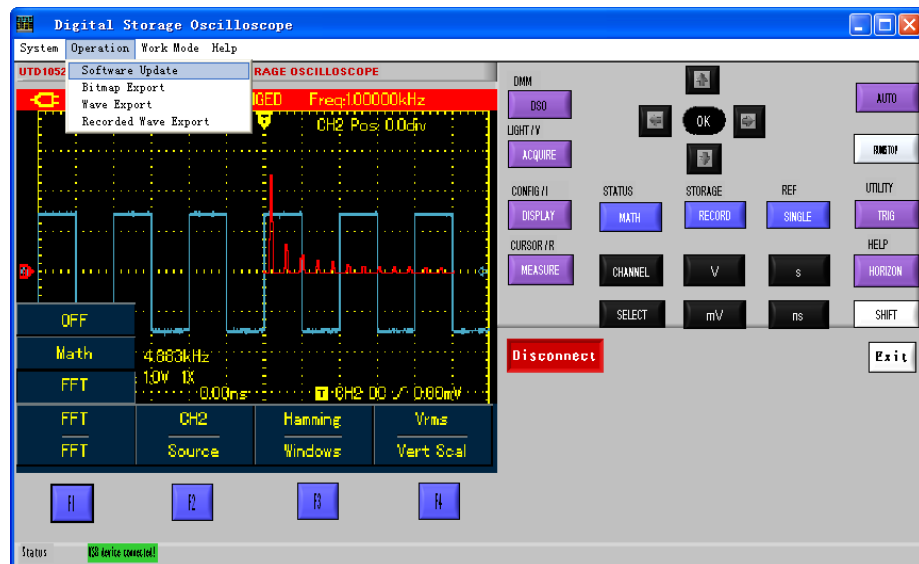 Digital Storage Oscilloscope
System Operation Work Mode Help
Software Update
Bitmap Export
Wave Export
Recorded Wave Export
UTD1052
RAGE OSCILLOSCOPE
GED Freq:1.00000kHz
CH2 Pos: 0.0div
OFF
Math
FFT
4.883kHz
1.0V 1X
0.00ns
T CH2 DC 0.00mV
FFT CH2 Hamming Vrms
FFT Source Windows Vert Scal
F1 F2 F3 F4
Status USB device connected!
DMM
DSO
OK
AUTO
LIGHT / V
ACQUIRE
RUN/STOP
CONFIG / I STATUS STORAGE REF UTILITY
DISPLAY MATH RECORD SINGLE TRIG
CURSOR / R HELP
MEASURE CHANNEL V s HORIZON
SELECT mV ns SHIFT
Disconnect Exit